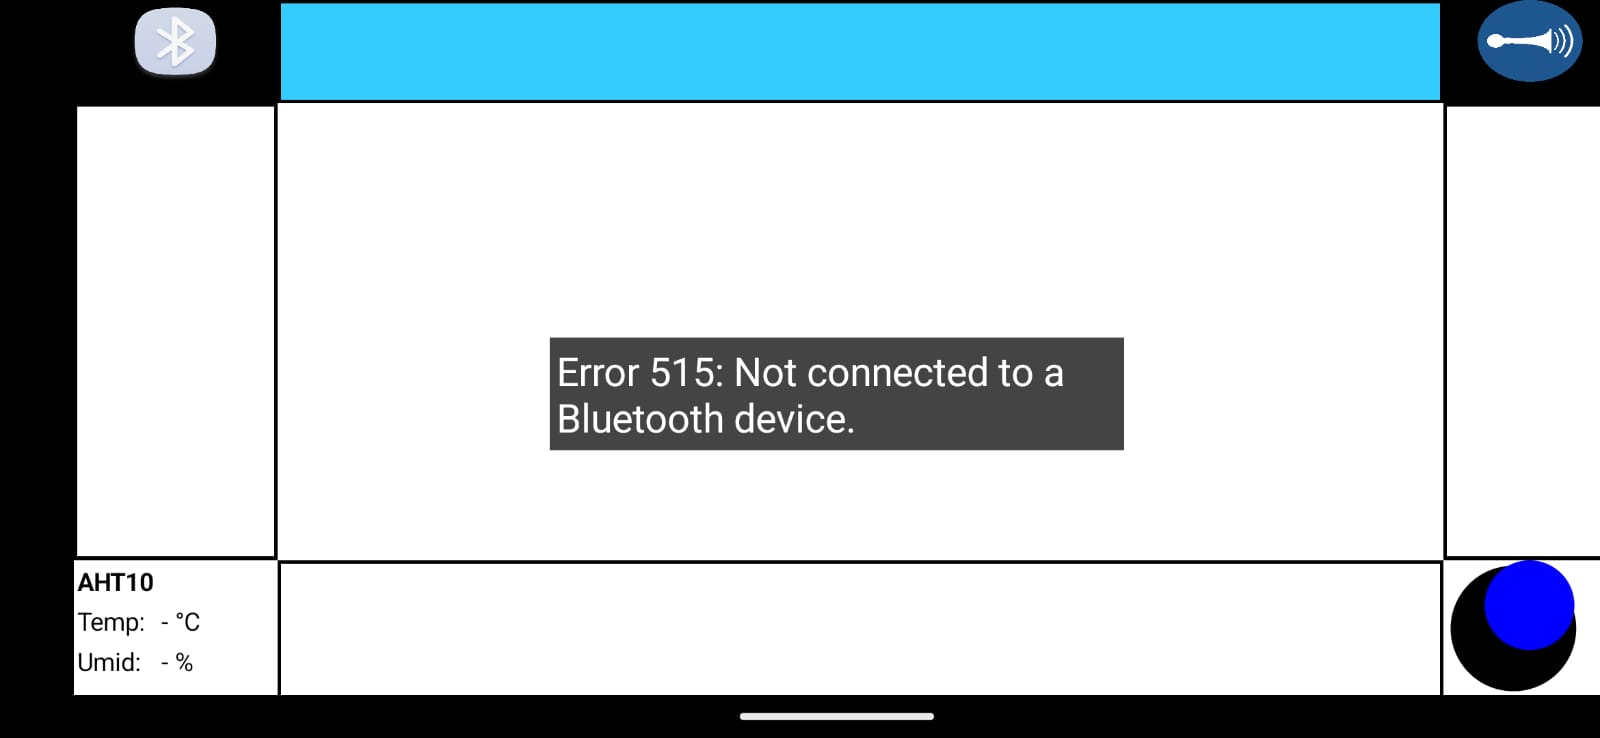 Error 515: Not connected to a
Bluetooth device.
AHT10
Temp: - °C
Umid: - %